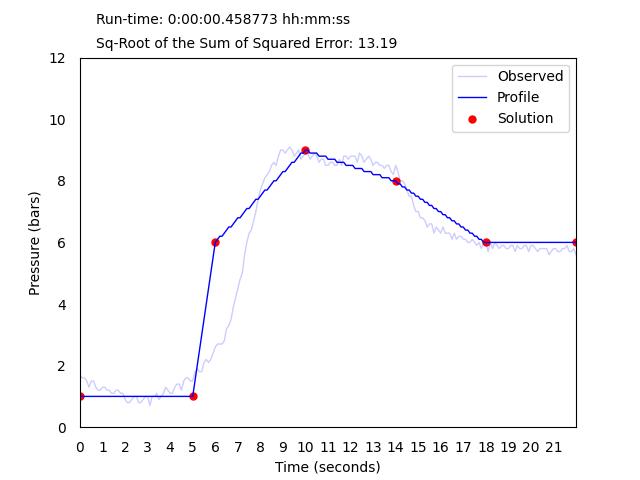 Run-time: 0:00:00.458773 hh:mm:ss
Sq-Root of the Sum of Squared Error: 13.19
12
Observed
Profile
Solution
10
8
6
4
2
0
Pressure (bars)
0 1 2 3 4 5 6 7 8 9 10 11 12 13 14 15 16 17 18 19 20 21
Time (seconds)